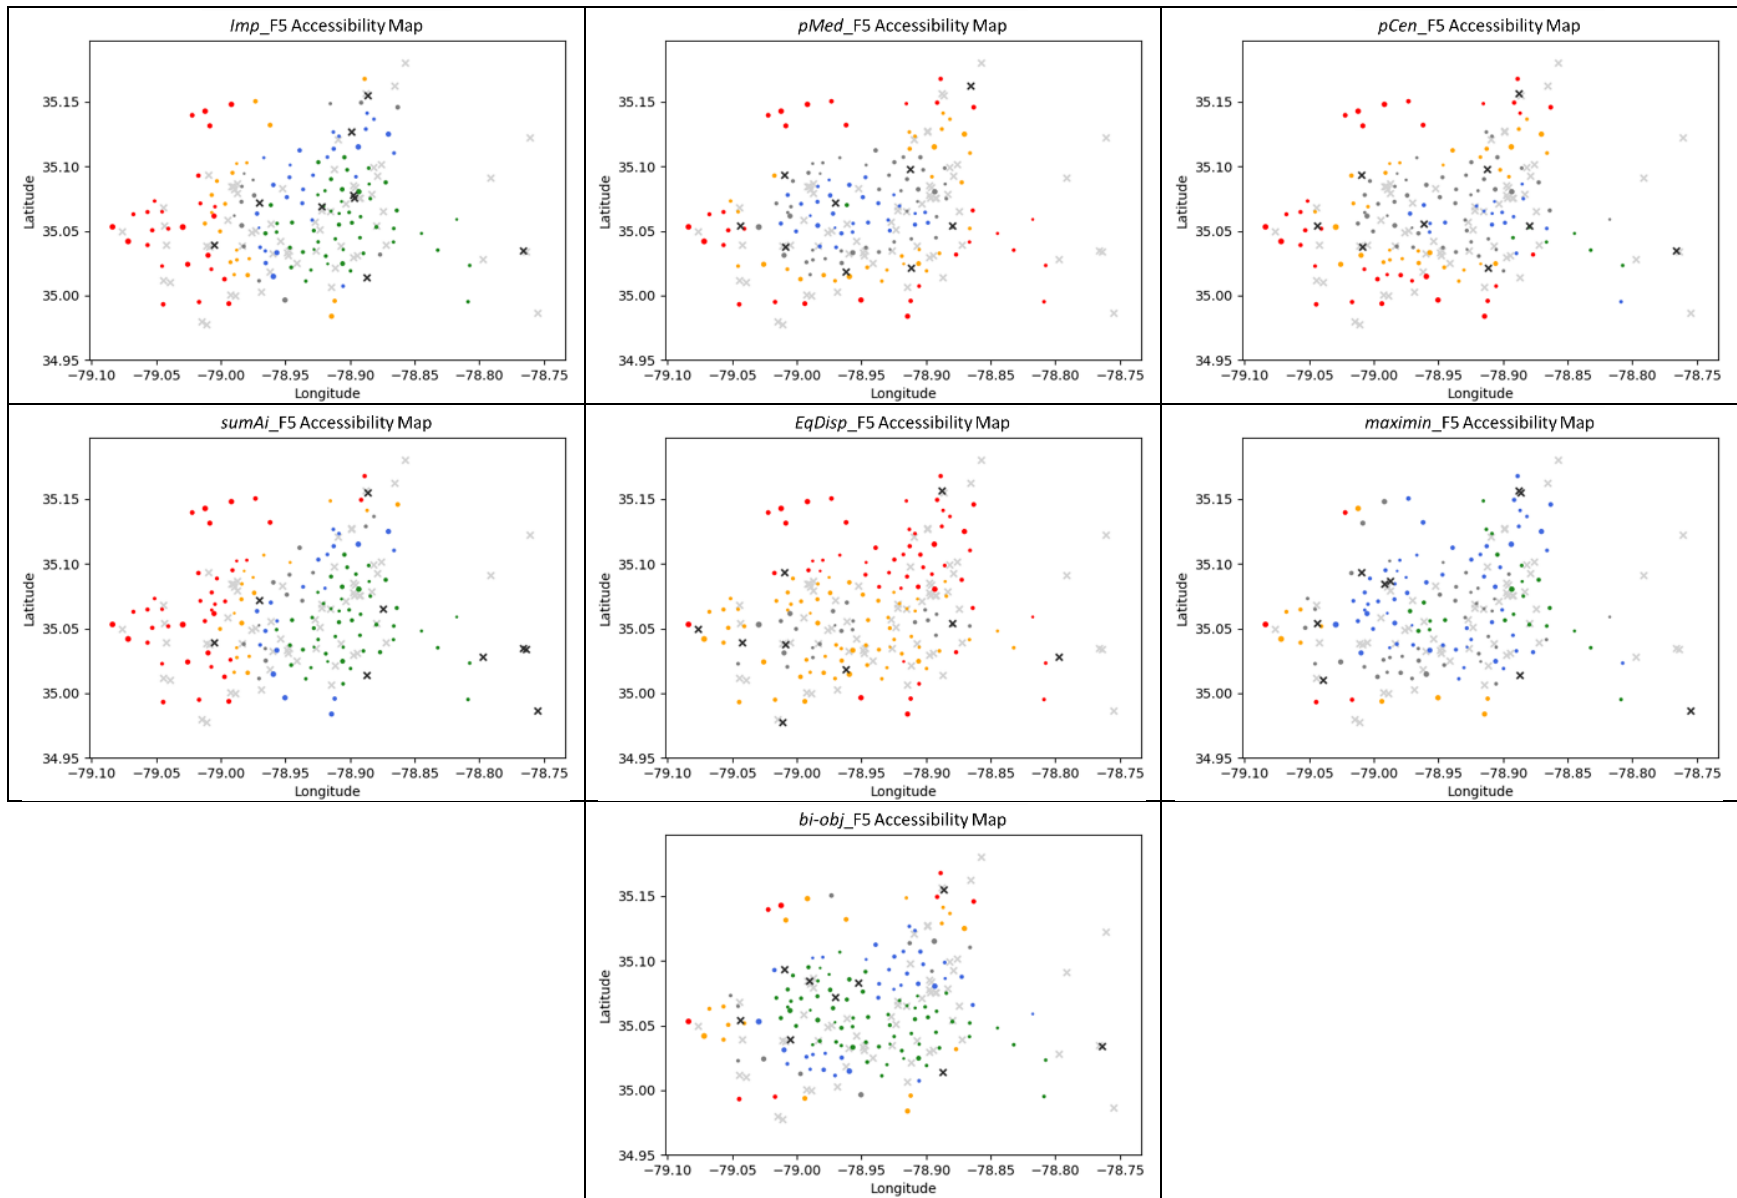 Imp_F5 Accessibility Map
35.15
35.10
35.05
35.00
34.95
Latitude
−79.10 −79.05 −79.00 −78.95 −78.90 −78.85 −78.80 −78.75
Longitude
pMed_F5 Accessibility Map
35.15
35.10
35.05
35.00
34.95
Latitude
−79.10 −79.05 −79.00 −78.95 −78.90 −78.85 −78.80 −78.75
Longitude
pCen_F5 Accessibility Map
35.15
35.10
35.05
35.00
34.95
Latitude
−79.10 −79.05 −79.00 −78.95 −78.90 −78.85 −78.80 −78.75
Longitude
sumAi_F5 Accessibility Map
35.15
35.10
35.05
35.00
34.95
Latitude
−79.10 −79.05 −79.00 −78.95 −78.90 −78.85 −78.80 −78.75
Longitude
EqDisp_F5 Accessibility Map
35.15
35.10
35.05
35.00
34.95
Latitude
−79.10 −79.05 −79.00 −78.95 −78.90 −78.85 −78.80 −78.75
Longitude
maximin_F5 Accessibility Map
35.15
35.10
35.05
35.00
34.95
Latitude
−79.10 −79.05 −79.00 −78.95 −78.90 −78.85 −78.80 −78.75
Longitude
bi-obj_F5 Accessibility Map
35.15
35.10
35.05
35.00
34.95
Latitude
−79.10 −79.05 −79.00 −78.95 −78.90 −78.85 −78.80 −78.75
Longitude